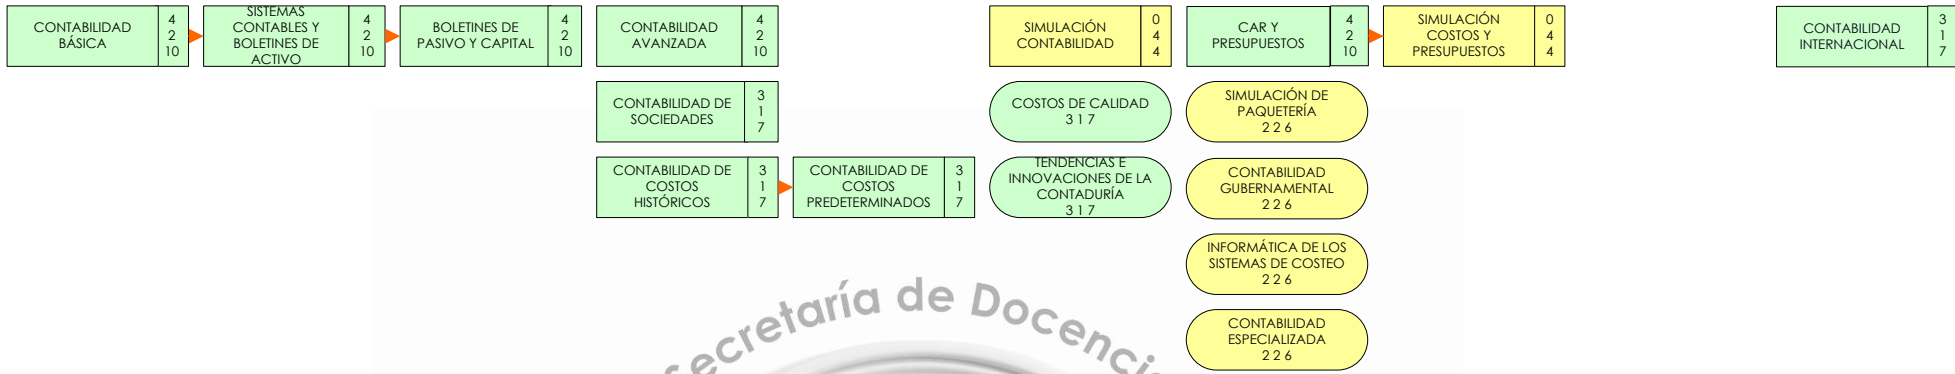 CONTABILIDAD
BÁSICA
4
2
10
SISTEMAS
CONTABLES Y
BOLETINES DE
ACTIVO
4
2
10
BOLETINES DE
PASIVO Y CAPITAL
4
2
10
CONTABILIDAD
AVANZADA
4
2
10
SIMULACIÓN
CONTABILIDAD
0
4
4
CAR Y
PRESUPUESTOS
4
2
10
SIMULACIÓN
COSTOS Y
PRESUPUESTOS
0
4
4
CONTABILIDAD
INTERNACIONAL
3
1
7
CONTABILIDAD DE
SOCIEDADES
3
1
7
COSTOS DE CALIDAD
3 1 7
SIMULACIÓN DE
PAQUETERÍA
2 2 6
CONTABILIDAD DE
COSTOS
HISTÓRICOS
3
1
7
CONTABILIDAD DE
COSTOS
PREDETERMINADOS
3
1
7
TENDENCIAS E
INNOVACIONES DE LA
CONTADURÍA
3 1 7
CONTABILIDAD
GUBERNAMENTAL
2 2 6
INFORMÁTICA DE LOS
SISTEMAS DE COSTEO
2 2 6
CONTABILIDAD
ESPECIALIZADA
2 2 6
Secretaría de Docencia